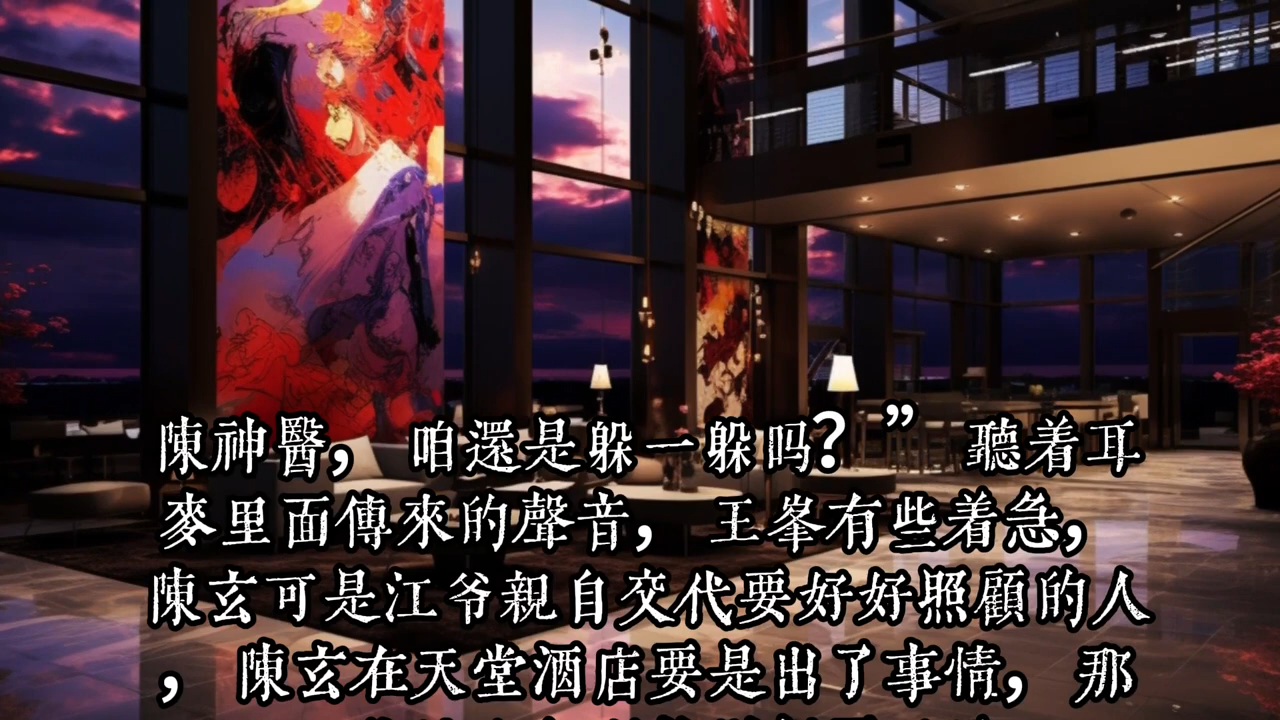 陳神醫， 咱還是躲一躲吗？” 聽着耳
麥里面傳來的聲音， 王峯有些着急，
陳玄可是江爷親自交代要好好照顧的人
， 陳玄在天堂酒店要是出了事情， 那